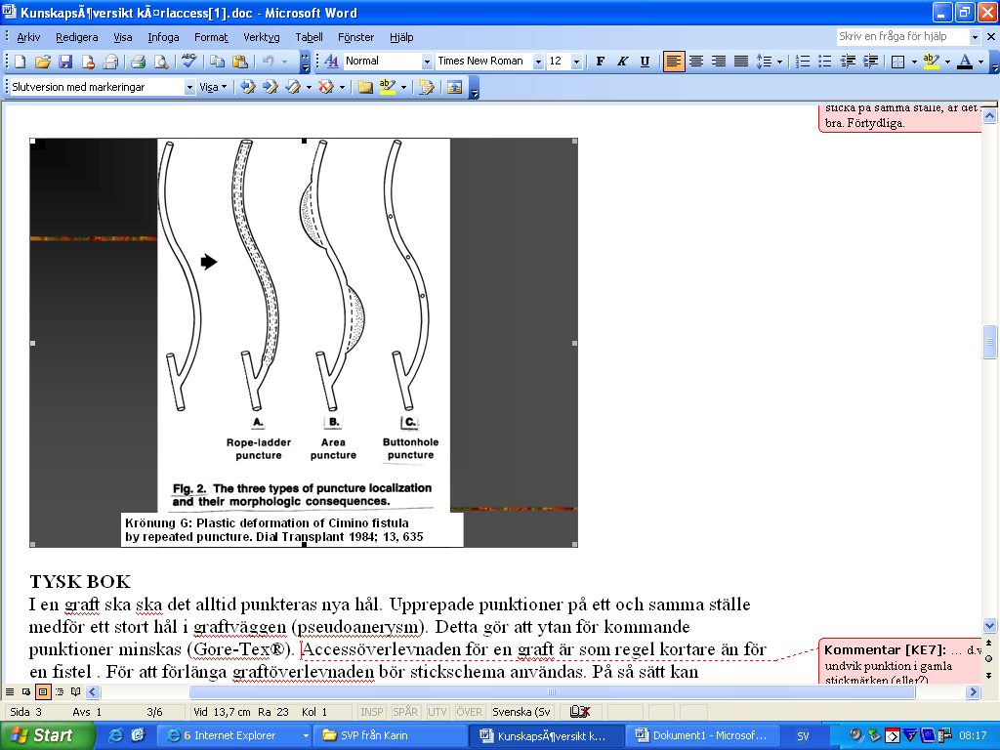 KunskapsÃ¶versikt kÃ¤rlaccess[1].doc - Microsoft Word
Arkiv Redigera Visa Infoga Format Verktyg Tabell Fönster Hjälp
Skriv en fråga för hjälp
Normal Times New Roman 12 F K U
Slutversion med markeringar Visa
sticka på samma ställe, är det
bra. Förtydliga.
A. B. C.
Rope-ladder puncture
Area puncture
Buttonhole puncture
Fig. 2. The three types of puncture localization
and their morphologic consequences.
Krönung G: Plastic deformation of Cimino fistula
by repeated puncture. Dial Transplant 1984; 13, 635
TYSK BOK
I en graft ska ska det alltid punkteras nya hål. Upprepade punktioner på ett och samma ställe
medför ett stort hål i graftväggen (pseudoanerysm). Detta gör att ytan för kommande
punktioner minskas (Gore-Tex®). Accessöverlevnaden för en graft är som regel kortare än för
en fistel . För att förlänga graftöverlevnaden bör stickschema användas. På så sätt kan
Kommentar [KE7]: ... d.v
undvik punktion i gamla
stickmärken (eller?)
Sida 3 Avs 1 3/6 Vid 13,7 cm Ra 23 Kol 1 INSP SPÅR UTV ÖVER Svenska (Sv
Start 6 Internet Explorer SVP från Karin KunskapsÃ¶versikt k... Dokument1 - Microsof... SV 08:17